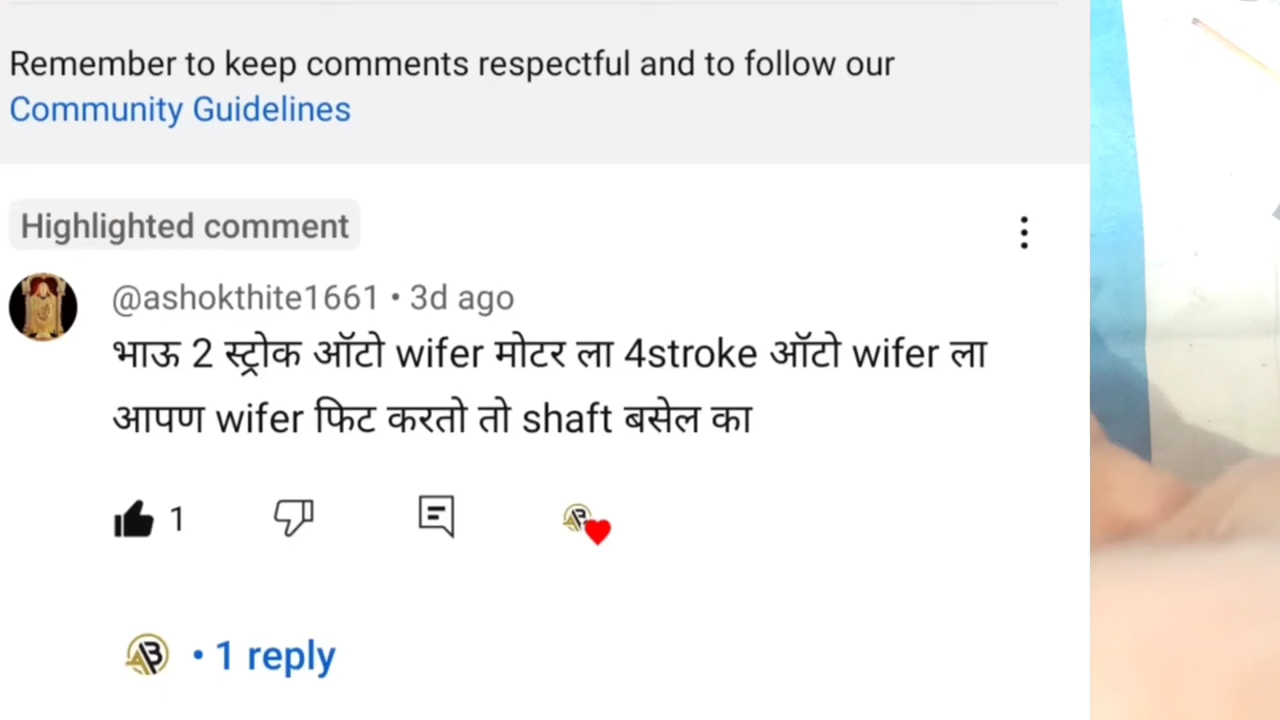 Remember to keep comments respectful and to follow our
Community Guidelines
Highlighted comment
@ashokthite1661 • 3d ago
भाऊ 2 स्ट्रोक ऑटो wifer मोटर ला 4stroke ऑटो wifer ला
आपण wifer फिट करतो तो shaft बसेल का
1
• 1 reply